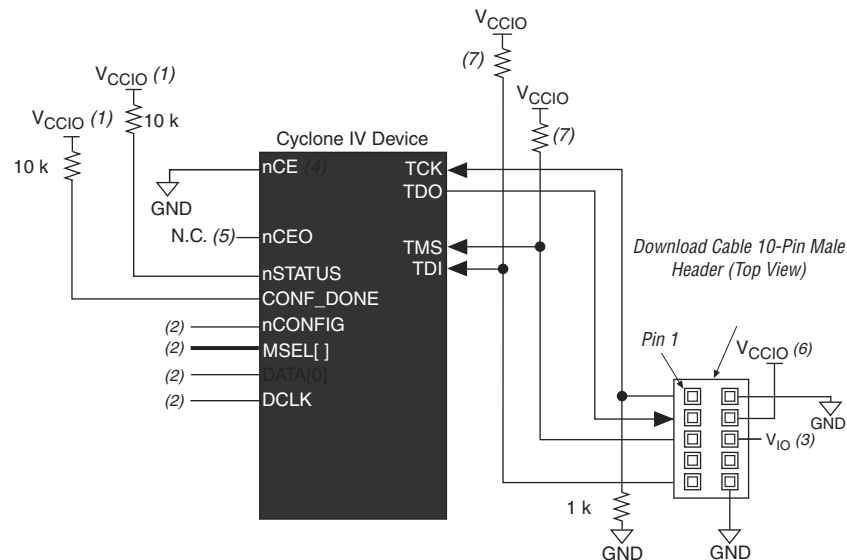 V_CCIO
(7)
V_CCIO (1)
V_CCIO
V_CCIO (1)
10 k
(7)
10 k
Cyclone IV Device
nCE (4)
TCK
GND
TDO
N.C. (5)
nCEO
TMS
Download Cable 10-Pin Male
Header (Top View)
TDI
nSTATUS
CONF_DONE
(2)
nCONFIG
Pin 1
V_CCIO (6)
(2)
MSEL[ ]
(2)
DATA[0]
(2)
DCLK
GND
V_IO (3)
1 k
GND
GND